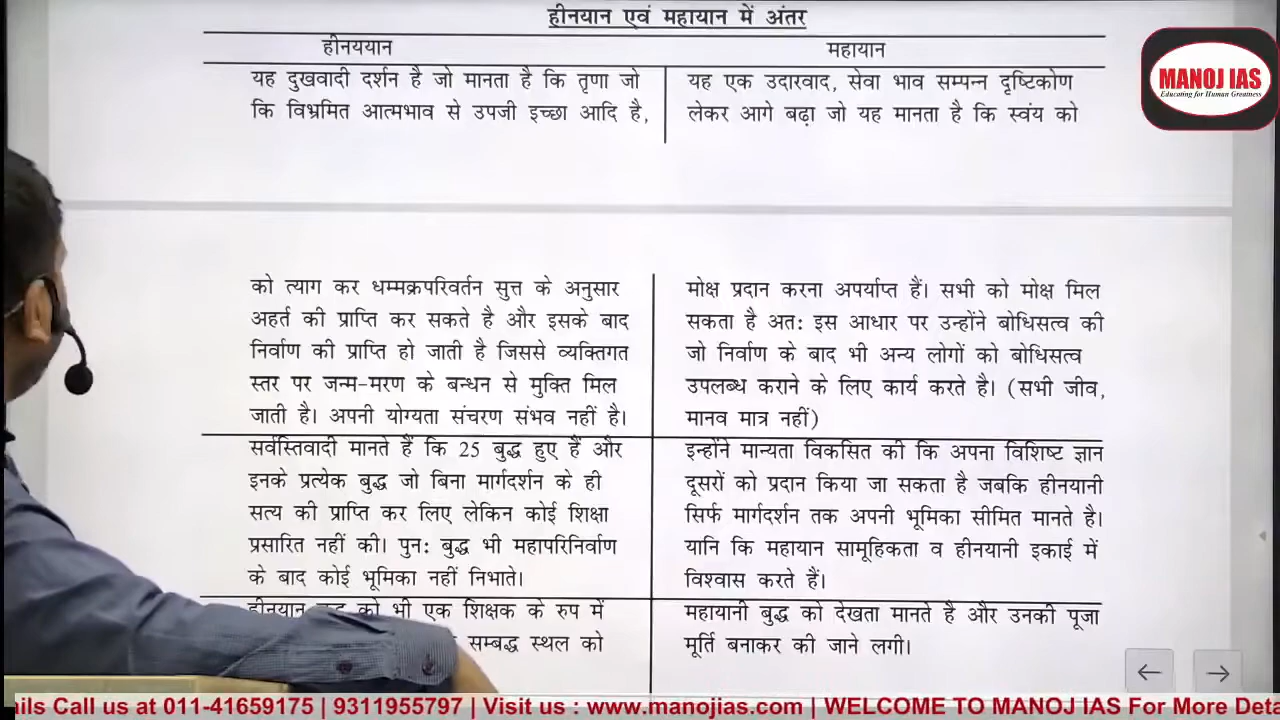 हीनयान एवं महायान में अंतर
हीनययान
महायान
यह दुखवादी दर्शन है जो मानता है कि तृणा जो
कि विभ्रमित आत्मभाव से उपजी इच्छा आदि है,
यह एक उदारवाद, सेवा भाव सम्पन्न दृष्टिकोण
लेकर आगे बढ़ा जो यह मानता है कि स्वंय को
को त्याग कर धम्मक्रपरिवर्तन सुत्त के अनुसार
अहर्त की प्राप्ति कर सकते है और इसके बाद
निर्वाण की प्राप्ति हो जाती है जिससे व्यक्तिगत
स्तर पर जन्म-मरण के बन्धन से मुक्ति मिल
जाती है। अपनी योग्यता संचरण संभव नहीं है।
मोक्ष प्रदान करना अपर्याप्त हैं। सभी को मोक्ष मिल
सकता है अत: इस आधार पर उन्होंने बोधिसत्व की
जो निर्वाण के बाद भी अन्य लोगों को बोधिसत्व
उपलब्ध कराने के लिए कार्य करते है। (सभी जीव,
मानव मात्र नहीं)
सर्वस्तिवादी मानते हैं कि 25 बुद्ध हुए हैं और
इनके प्रत्येक बुद्ध जो बिना मार्गदर्शन के ही
सत्य की प्राप्ति कर लिए लेकिन कोई शिक्षा
प्रसारित नहीं की। पुन: बुद्ध भी महापरिनिर्वाण
के बाद कोई भूमिका नहीं निभाते।
इन्होंने मान्यता विकसित की कि अपना विशिष्ट ज्ञान
दूसरों को प्रदान किया जा सकता है जबकि हीनयानी
सिर्फ मार्गदर्शन तक अपनी भूमिका सीमित मानते है।
यानि कि महायान सामूहिकता व हीनयानी इकाई में
विश्वास करते हैं।
हीनयान को भी एक शिक्षक के रुप में
सम्बद्ध स्थल को
महायानी बुद्ध को देखता मानते है और उनकी पूजा
मूर्ति बनाकर की जाने लगी।
MANOJ IAS
Educating for Human Greatness
ils Call us at 011-41659175 | 9311955797 | Visit us : www.manojias.com | WELCOME TO MANOJ IAS For More Deta